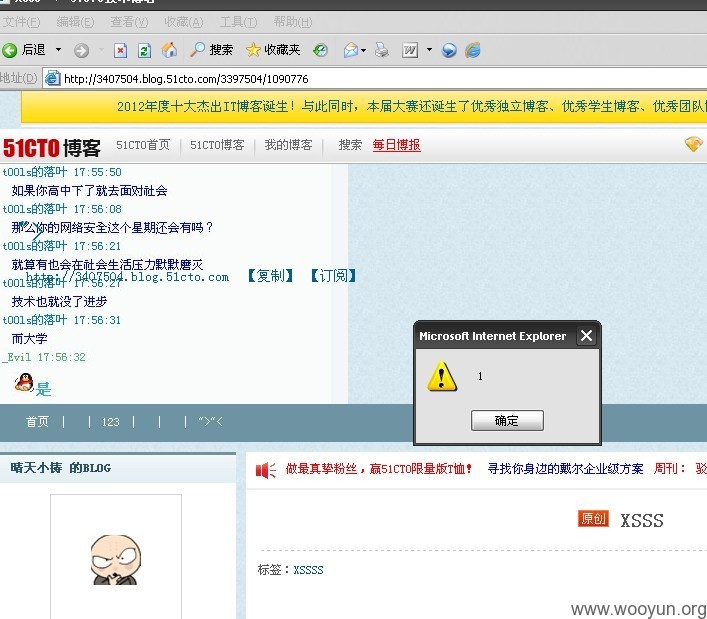 XSSS - 51CTO技术博客
文件(F) 编辑(E) 查看(V) 收藏(A) 工具(T) 帮助(H)
后退 搜索 收藏夹
地址(D) http://3407504.blog.51cto.com/3397504/1090776
2012年度十大杰出IT博客诞生！与此同时，本届大赛还诞生了优秀独立博客、优秀学生博客、优秀团队博
51CTO 博客 51CTO首页 | 51CTO博客 | 我的博客 | 搜索 每日博报
t00ls的落叶 17:55:50
如果你高中下了就去面对社会
t00ls的落叶 17:56:08
那么你的网络安全这个星期还会有吗？
t00ls的落叶 17:56:21
就算有也会在社会生活压力默默磨灭
http://3407504.blog.51cto.com 【复制】 【订阅】
t00ls的落叶 17:56:27
技术也就没了进步
t00ls的落叶 17:56:31
而大学
_Evil 17:56:32
是
Microsoft Internet Explorer
1
确定
首页 | | 123 | | | ">"<
晴天小铸 的BLOG
做最真挚粉丝，赢51CTO限量版T恤！ 寻找你身边的戴尔企业级方案 周刊： 驳
原创 XSSS
标签：XSSSS
www.wooyun.org